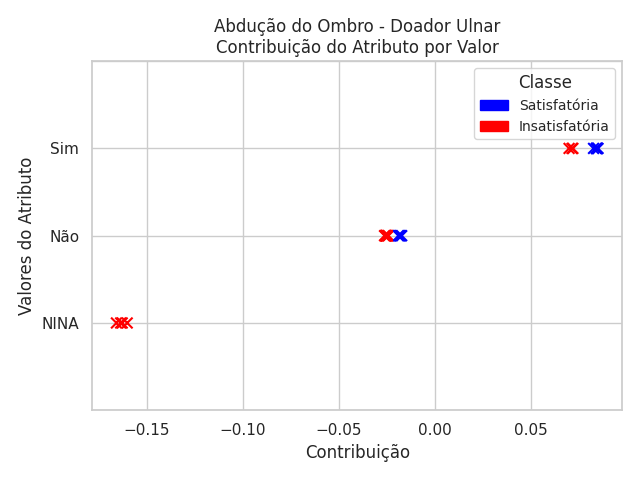 Abdução do Ombro - Doador Ulnar
Contribuição do Atributo por Valor
Classe
Satisfatória
Insatisfatória
Valores do Atributo
Sim
Não
NINA
−0.15
−0.10
−0.05
0.00
0.05
Contribuição